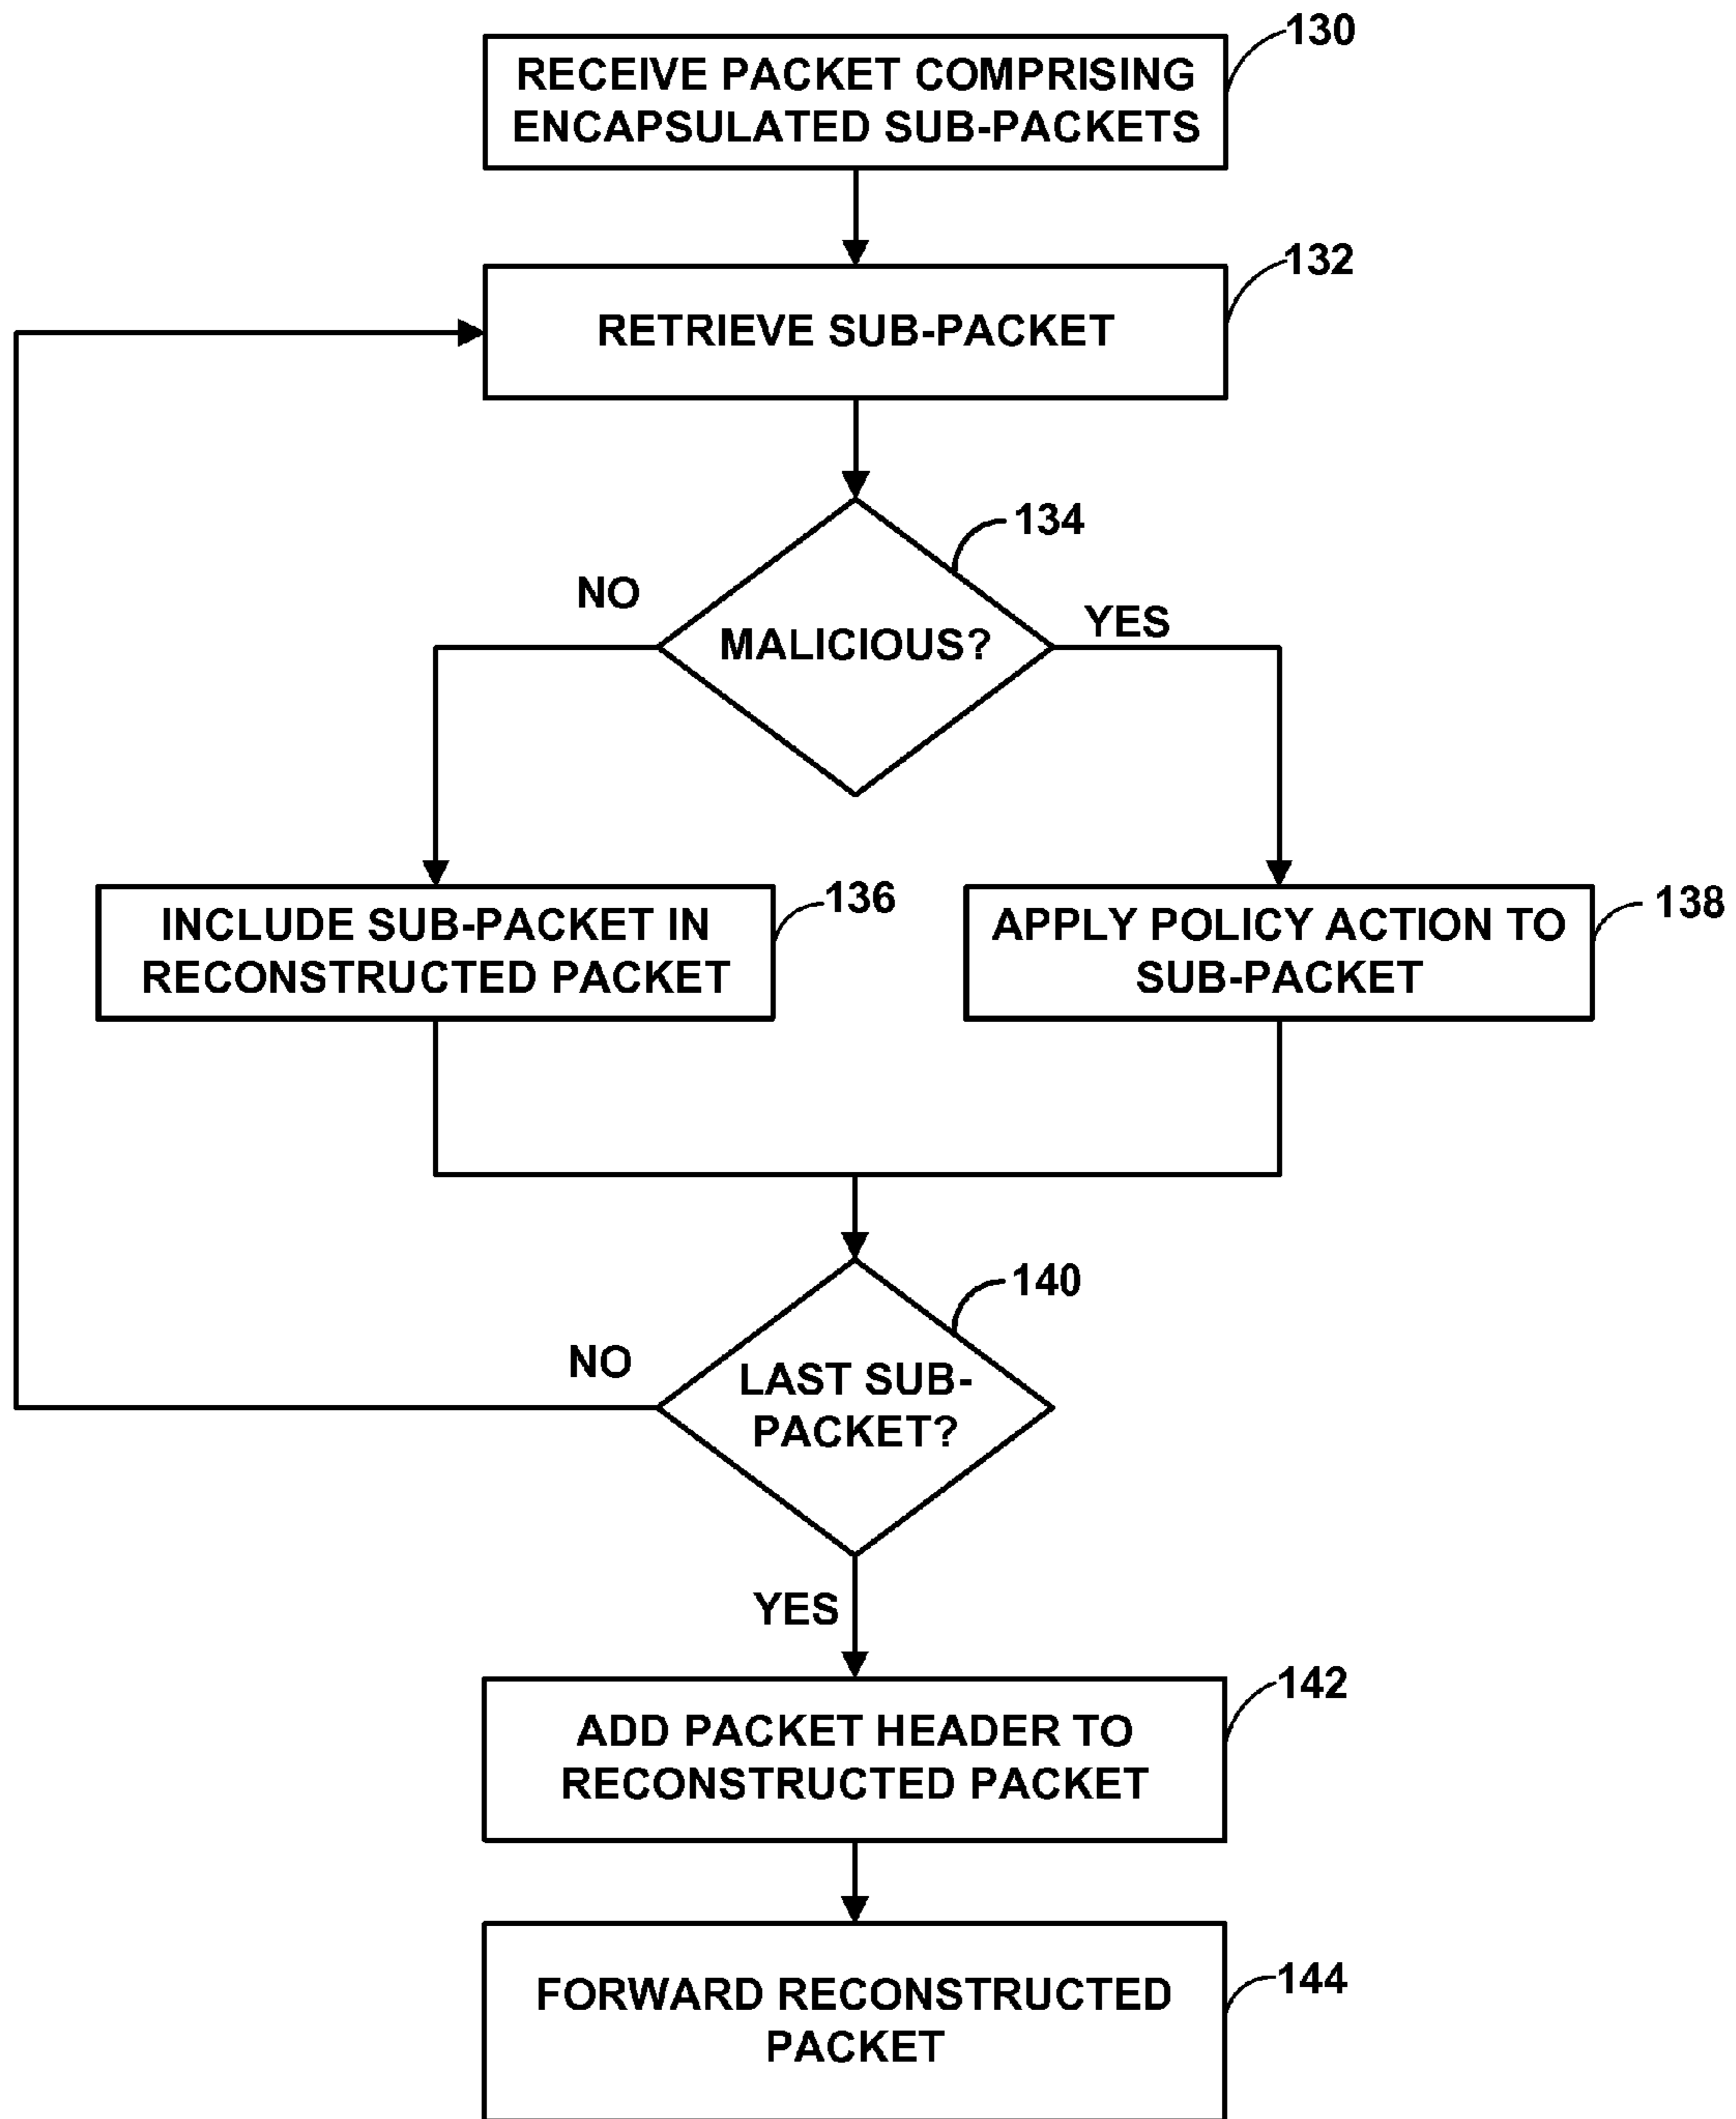 130
RECEIVE PACKET COMPRISING
ENCAPSULATED SUB-PACKETS
132
RETRIEVE SUB-PACKET
134
NO
MALICIOUS?
YES
136
INCLUDE SUB-PACKET IN
RECONSTRUCTED PACKET
138
APPLY POLICY ACTION TO
SUB-PACKET
140
NO
LAST SUB-
PACKET?
YES
142
ADD PACKET HEADER TO
RECONSTRUCTED PACKET
144
FORWARD RECONSTRUCTED
PACKET